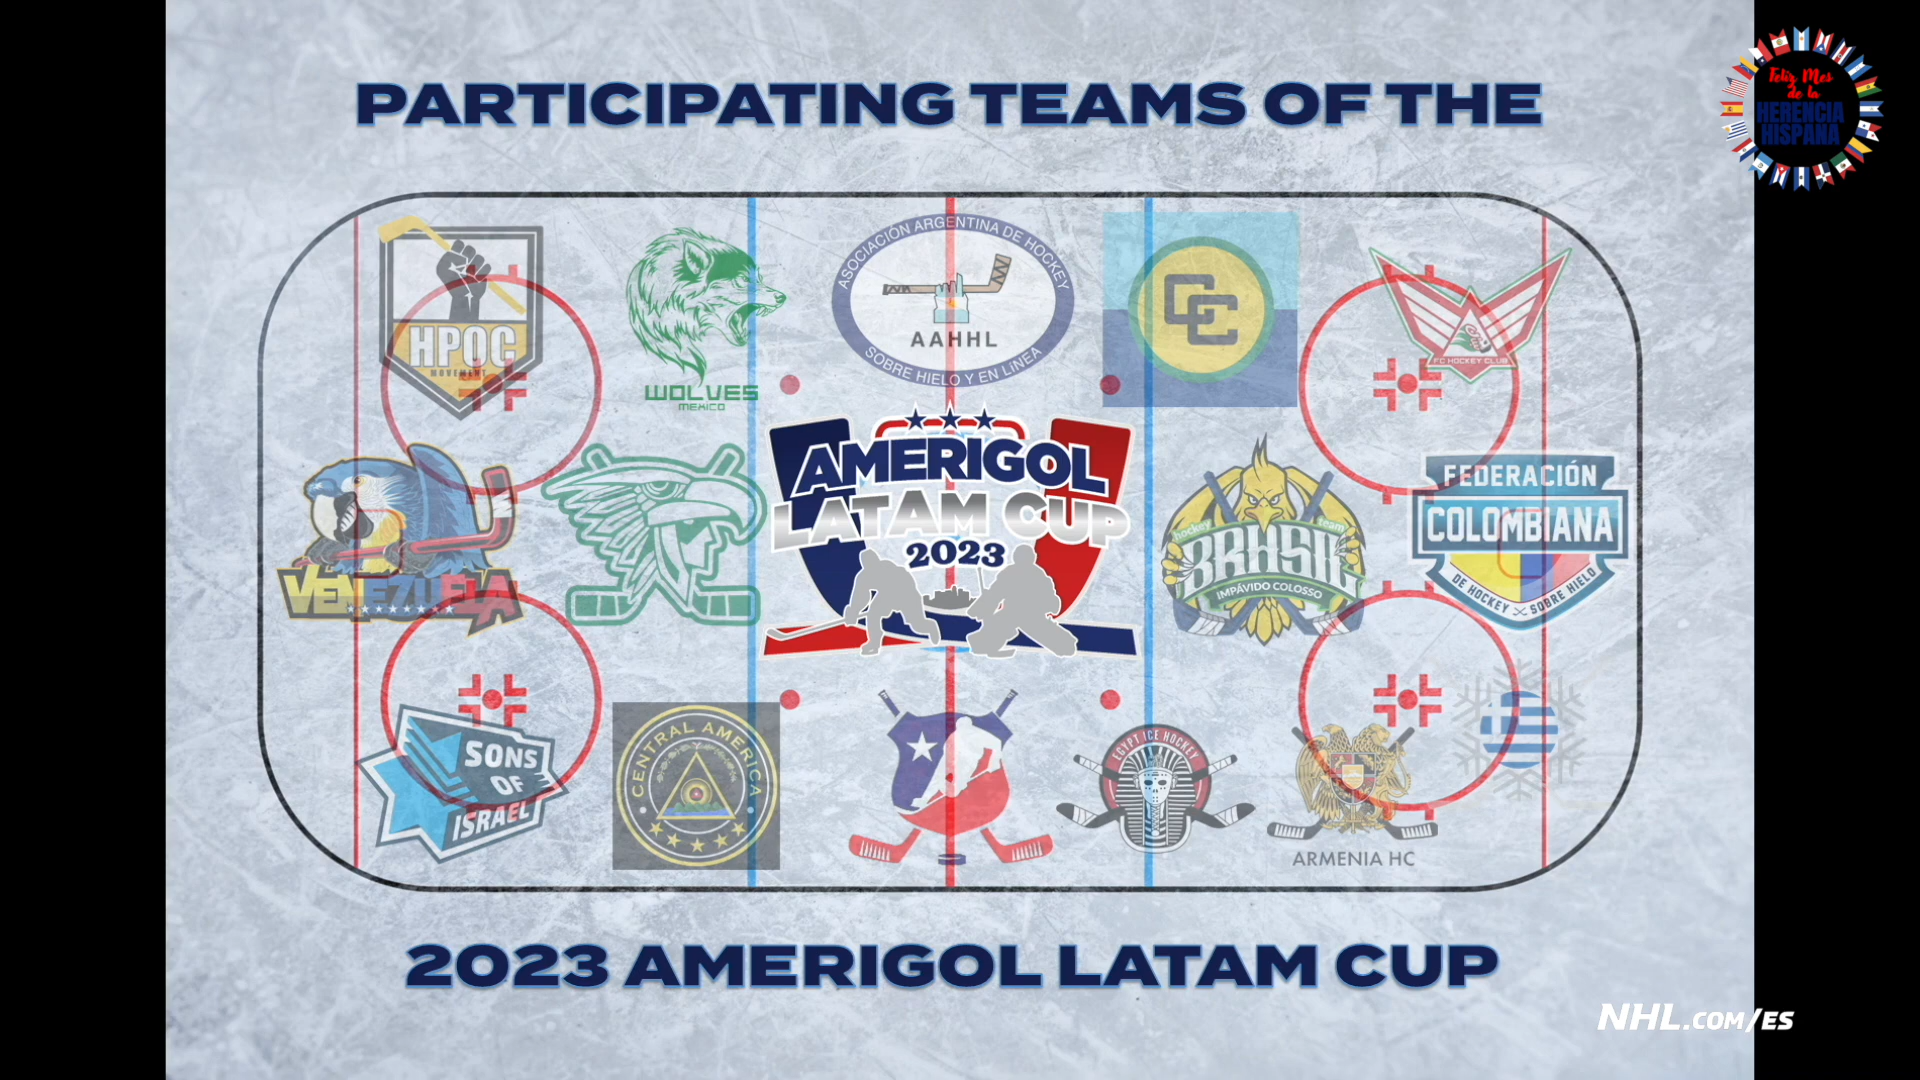 PARTICIPATING TEAMS OF THE
Feliz Mes
de la
HERENCIA
HISPANA
HPOC
MOVEMENT
WOLVES
MEXICO
ASOCIACIÓN ARGENTINA DE HOCKEY
AAHHL
SOBRE HIELO Y EN LINEA
CC
FC HOCKEY CLUB
VENEZUELA
AMERIGOL
LATAM CUP
2023
hockey team
BRHSIL
IMPÁVIDO COLOSSO
FEDERACIÓN
COLOMBIANA
DE HOCKEY SOBRE HIELO
SONS
OF
ISRAEL
CENTRAL AMERICA
EGYPT ICE HOCKEY
ARMENIA HC
2023 AMERIGOL LATAM CUP
NHL.COM/ES